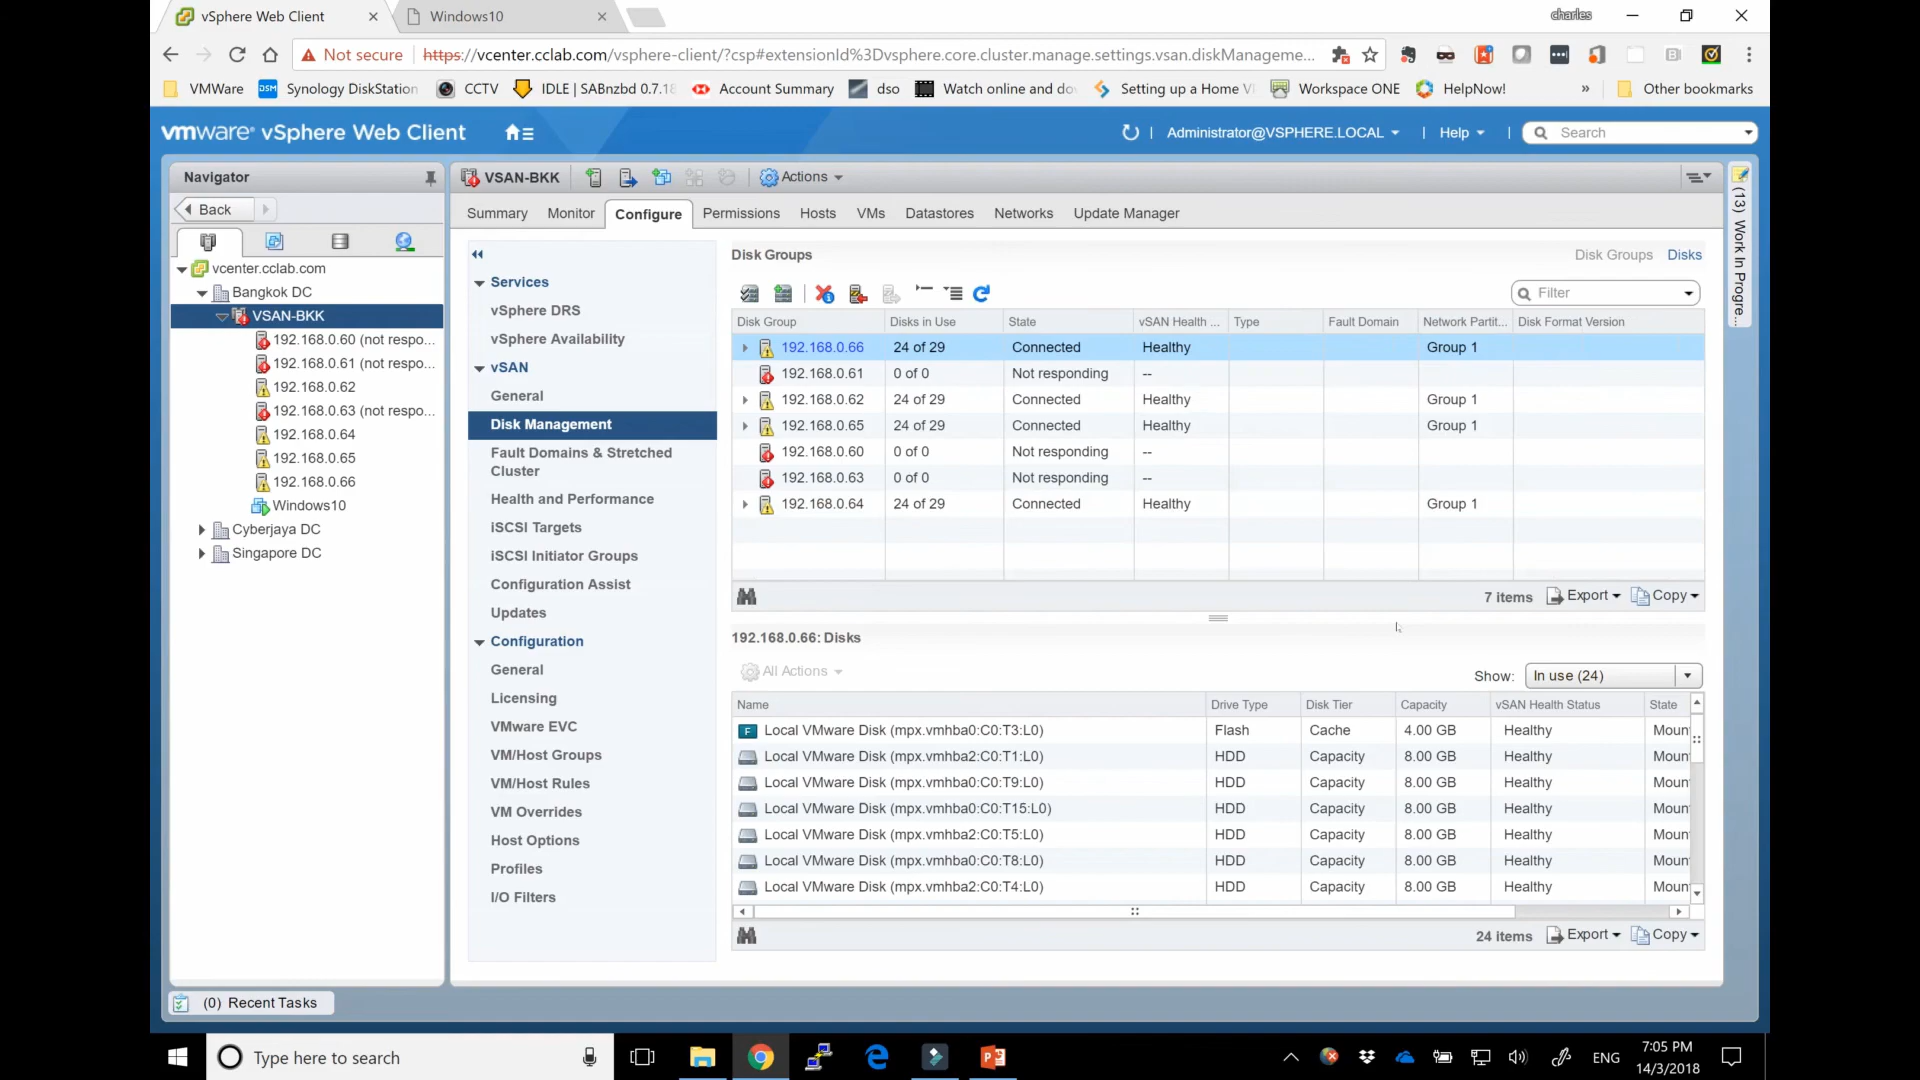 vSphere Web Client
Windows10
charles
Not secure
https://vcenter.cclab.com/vsphere-client/?csp#extensionId%3Dvsphere.core.cluster.manage.settings.vsan.diskManageme...
VMWare
DSM
Synology DiskStation
CCTV
IDLE | SABnzbd 0.7.18
Account Summary
dso
Watch online and do
Setting up a Home V
Workspace ONE
HelpNow!
»
Other bookmarks
vmware® vSphere Web Client
Administrator@VSPHERE.LOCAL
Help
Search
Navigator
Back
vcenter.cclab.com
Bangkok DC
VSAN-BKK
192.168.0.60 (not respo...
192.168.0.61 (not respo...
192.168.0.62
192.168.0.63 (not respo...
192.168.0.64
192.168.0.65
192.168.0.66
Windows10
Cyberjaya DC
Singapore DC
VSAN-BKK
Actions
Summary Monitor Configure Permissions Hosts VMs Datastores Networks Update Manager
Services
vSphere DRS
vSphere Availability
vSAN
General
Disk Management
Fault Domains & Stretched
Cluster
Health and Performance
iSCSI Targets
iSCSI Initiator Groups
Configuration Assist
Updates
Configuration
General
Licensing
VMware EVC
VM/Host Groups
VM/Host Rules
VM Overrides
Host Options
Profiles
I/O Filters
Disk Groups
Disk Groups Disks
Filter
Disk Group Disks in Use State vSAN Health ... Type Fault Domain Network Partit... Disk Format Version
192.168.0.66 24 of 29 Connected Healthy Group 1
192.168.0.61 0 of 0 Not responding --
192.168.0.62 24 of 29 Connected Healthy Group 1
192.168.0.65 24 of 29 Connected Healthy Group 1
192.168.0.60 0 of 0 Not responding --
192.168.0.63 0 of 0 Not responding --
192.168.0.64 24 of 29 Connected Healthy Group 1
7 items Export Copy
192.168.0.66: Disks
All Actions
Show: In use (24)
Name Drive Type Disk Tier Capacity vSAN Health Status State
F Local VMware Disk (mpx.vmhba0:C0:T3:L0) Flash Cache 4.00 GB Healthy Moun
Local VMware Disk (mpx.vmhba2:C0:T1:L0) HDD Capacity 8.00 GB Healthy Moun
Local VMware Disk (mpx.vmhba0:C0:T9:L0) HDD Capacity 8.00 GB Healthy Moun
Local VMware Disk (mpx.vmhba0:C0:T15:L0) HDD Capacity 8.00 GB Healthy Moun
Local VMware Disk (mpx.vmhba2:C0:T5:L0) HDD Capacity 8.00 GB Healthy Moun
Local VMware Disk (mpx.vmhba0:C0:T8:L0) HDD Capacity 8.00 GB Healthy Moun
Local VMware Disk (mpx.vmhba2:C0:T4:L0) HDD Capacity 8.00 GB Healthy Moun
24 items Export Copy
(13) Work In Progre...
(0) Recent Tasks
Type here to search
ENG
7:05 PM
14/3/2018